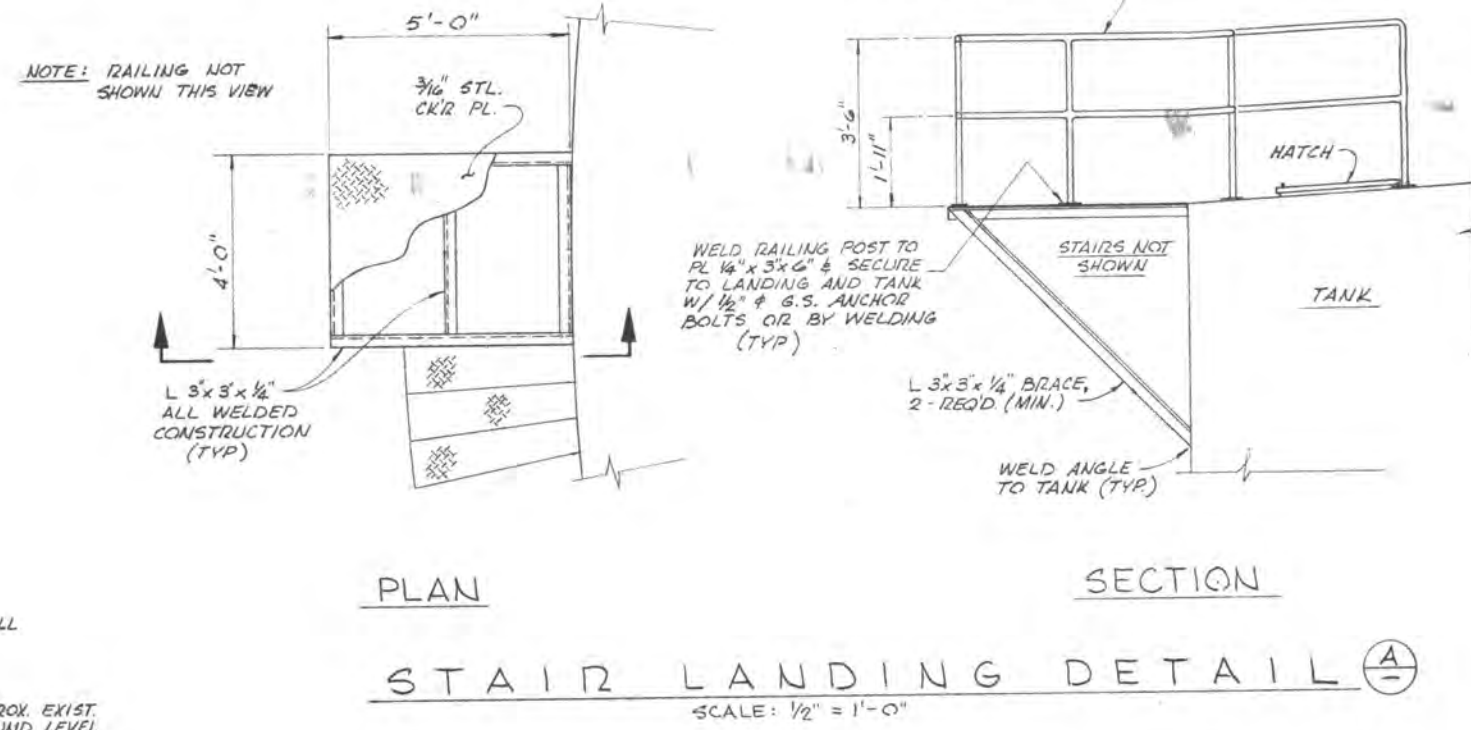 5'-0"
NOTE: RAILING NOT
SHOWN THIS VIEW
3/16" STL.
CK'R PL.
4'-0"
L 3"x 3"x 1/4"
ALL WELDED
CONSTRUCTION
(TYP)
3'-6"
1'-11"
HATCH
WELD RAILING POST TO
PL 1/4" x 3"x 6" & SECURE
TO LANDING AND TANK
W/ 1/2" ⌀ G.S. ANCHOR
BOLTS OR BY WELDING
(TYP)
STAIRS NOT
SHOWN
TANK
L 3"x 3"x 1/4" BRACE,
2 - REQ'D. (MIN.)
WELD ANGLE
TO TANK (TYP.)
PLAN
SECTION
STAIR LANDING DETAIL
A
SCALE: 1/2" = 1'-0"
LL
ROX. EXIST.